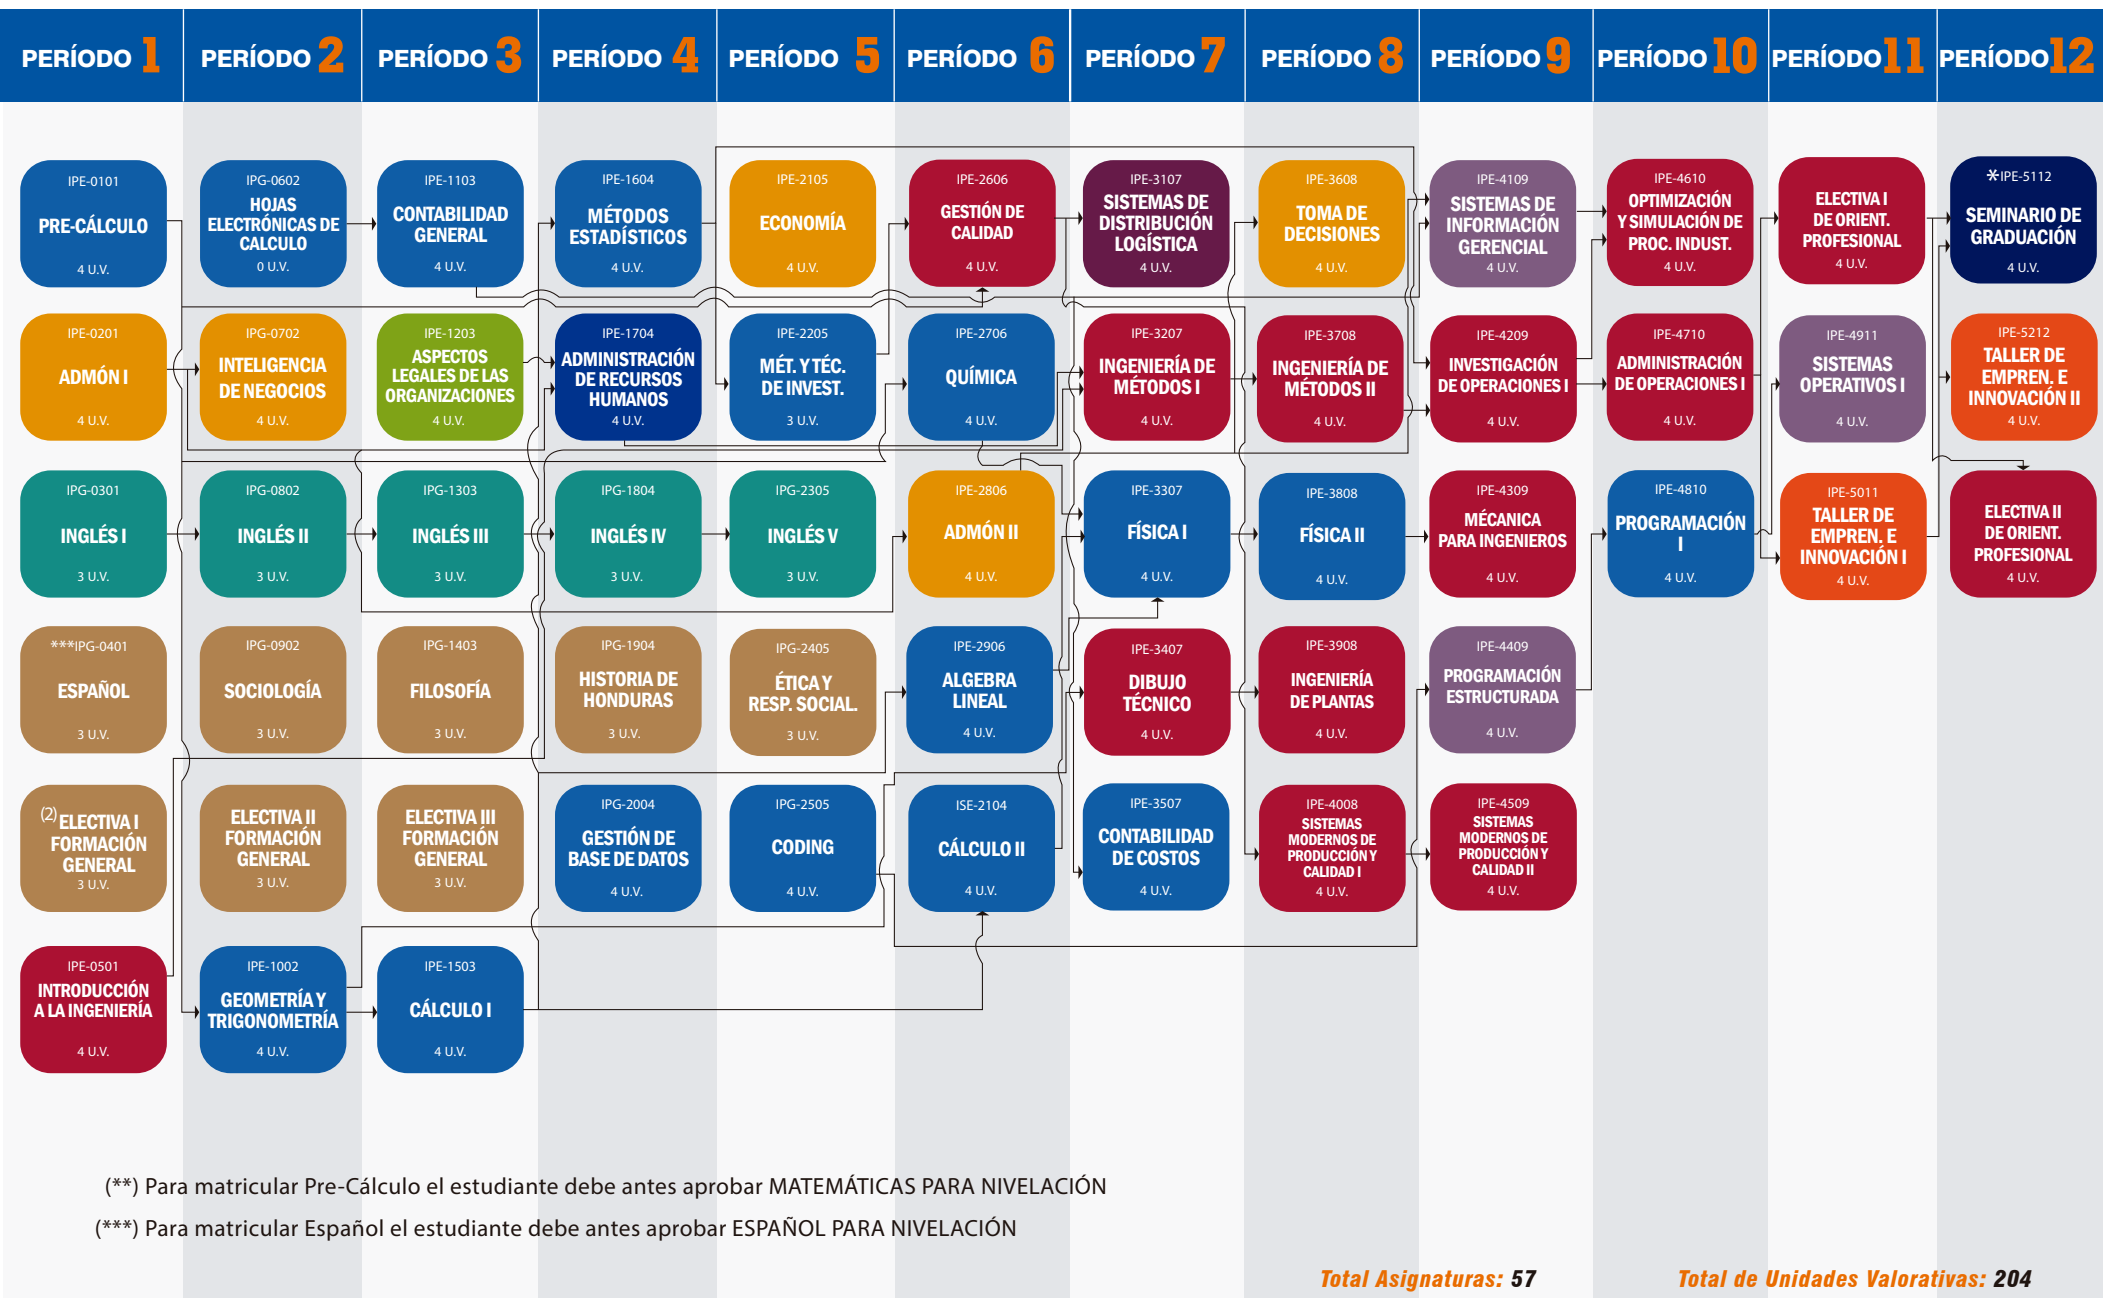 PERÍODO 1
PERÍODO 2
PERÍODO 3
PERÍODO 4
PERÍODO 5
PERÍODO 6
PERÍODO 7
PERÍODO 8
PERÍODO 9
PERÍODO 10
PERÍODO 11
PERÍODO 12
IPE-0101
PRE-CÁLCULO
4 U.V.
IPG-0602
HOJAS
ELECTRÓNICAS DE
CALCULO
0 U.V.
IPE-1103
CONTABILIDAD
GENERAL
4 U.V.
IPE-1604
MÉTODOS
ESTADÍSTICOS
4 U.V.
IPE-2105
ECONOMÍA
4 U.V.
IPE-2606
GESTIÓN DE
CALIDAD
4 U.V.
IPE-3107
SISTEMAS DE
DISTRIBUCIÓN
LOGÍSTICA
4 U.V.
IPE-3608
TOMA DE
DECISIONES
4 U.V.
IPE-4109
SISTEMAS DE
INFORMACIÓN
GERENCIAL
4 U.V.
IPE-4610
OPTIMIZACIÓN
Y SIMULACIÓN DE
PROC. INDUST.
4 U.V.
ELECTIVA I
DE ORIENT.
PROFESIONAL
4 U.V.
*IPE-5112
SEMINARIO DE
GRADUACIÓN
4 U.V.
IPE-0201
ADMÓN I
4 U.V.
IPG-0702
INTELIGENCIA
DE NEGOCIOS
4 U.V.
IPE-1203
ASPECTOS
LEGALES DE LAS
ORGANIZACIONES
4 U.V.
IPE-1704
ADMINISTRACIÓN
DE RECURSOS
HUMANOS
4 U.V.
IPE-2205
MÉT. Y TÉC.
DE INVEST.
3 U.V.
IPE-2706
QUÍMICA
4 U.V.
IPE-3207
INGENIERÍA DE
MÉTODOS I
4 U.V.
IPE-3708
INGENIERÍA DE
MÉTODOS II
4 U.V.
IPE-4209
INVESTIGACIÓN
DE OPERACIONES I
4 U.V.
IPE-4710
ADMINISTRACIÓN
DE OPERACIONES I
4 U.V.
IPE-4911
SISTEMAS
OPERATIVOS I
4 U.V.
IPE-5212
TALLER DE
EMPREN. E
INNOVACIÓN II
4 U.V.
IPG-0301
INGLÉS I
3 U.V.
IPG-0802
INGLÉS II
3 U.V.
IPG-1303
INGLÉS III
3 U.V.
IPG-1804
INGLÉS IV
3 U.V.
IPG-2305
INGLÉS V
3 U.V.
IPE-2806
ADMÓN II
4 U.V.
IPE-3307
FÍSICA I
4 U.V.
IPE-3808
FÍSICA II
4 U.V.
IPE-4309
MÉCANICA
PARA INGENIEROS
4 U.V.
IPE-4810
PROGRAMACIÓN
I
4 U.V.
IPE-5011
TALLER DE
EMPREN. E
INNOVACIÓN I
4 U.V.
ELECTIVA II
DE ORIENT.
PROFESIONAL
4 U.V.
***IPG-0401
ESPAÑOL
3 U.V.
IPG-0902
SOCIOLOGÍA
3 U.V.
IPG-1403
FILOSOFÍA
3 U.V.
IPG-1904
HISTORIA DE
HONDURAS
3 U.V.
IPG-2405
ÉTICA Y
RESP. SOCIAL.
3 U.V.
IPE-2906
ALGEBRA
LINEAL
4 U.V.
IPE-3407
DIBUJO
TÉCNICO
4 U.V.
IPE-3908
INGENIERÍA
DE PLANTAS
4 U.V.
IPE-4409
PROGRAMACIÓN
ESTRUCTURADA
4 U.V.
(2) ELECTIVA I
FORMACIÓN
GENERAL
3 U.V.
ELECTIVA II
FORMACIÓN
GENERAL
3 U.V.
ELECTIVA III
FORMACIÓN
GENERAL
3 U.V.
IPG-2004
GESTIÓN DE
BASE DE DATOS
4 U.V.
IPG-2505
CODING
4 U.V.
ISE-2104
CÁLCULO II
4 U.V.
IPE-3507
CONTABILIDAD
DE COSTOS
4 U.V.
IPE-4008
SISTEMAS
MODERNOS DE
PRODUCCIÓN Y
CALIDAD I
4 U.V.
IPE-4509
SISTEMAS
MODERNOS DE
PRODUCCIÓN Y
CALIDAD II
4 U.V.
IPE-0501
INTRODUCCIÓN
A LA INGENIERÍA
4 U.V.
IPE-1002
GEOMETRÍA Y
TRIGONOMETRÍA
4 U.V.
IPE-1503
CÁLCULO I
4 U.V.
(**) Para matricular Pre-Cálculo el estudiante debe antes aprobar MATEMÁTICAS PARA NIVELACIÓN
(***) Para matricular Español el estudiante debe antes aprobar ESPAÑOL PARA NIVELACIÓN
Total Asignaturas: 57
Total de Unidades Valorativas: 204